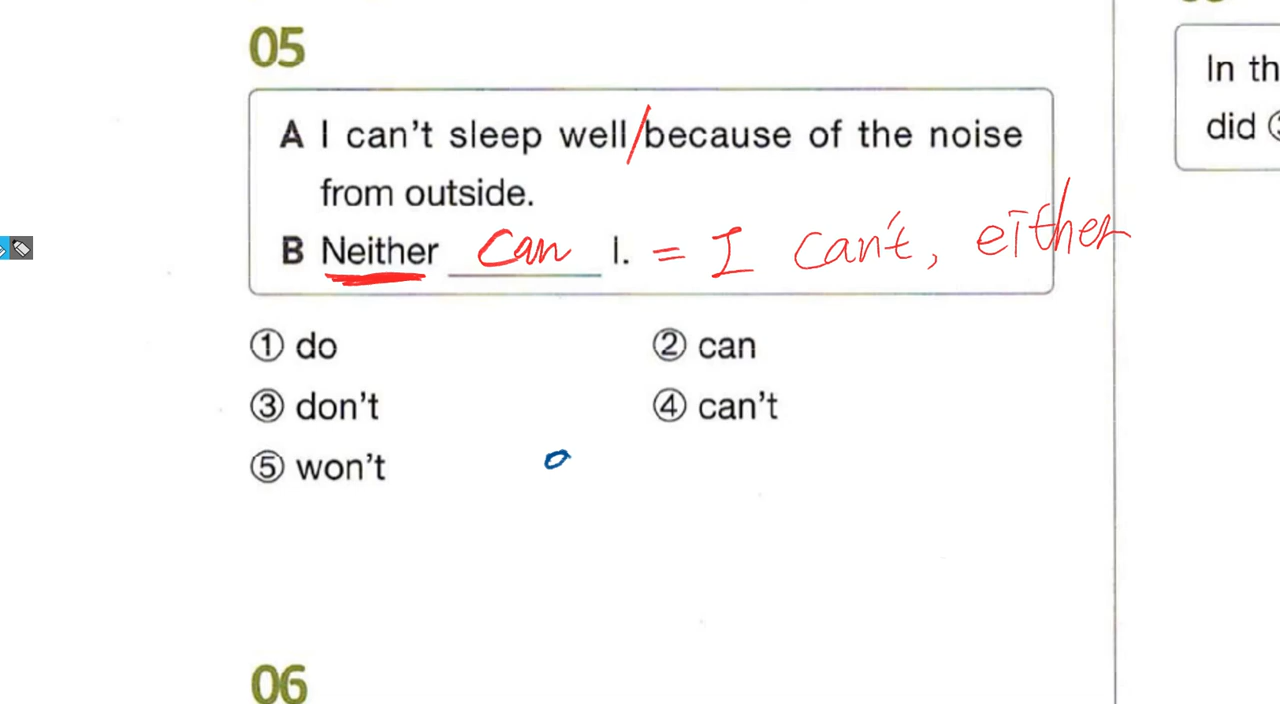 05
A I can't sleep well/because of the noise
from outside.
B Neither can I. = I can't, either
① do
② can
③ don't
④ can't
⑤ won't
06
In th
did